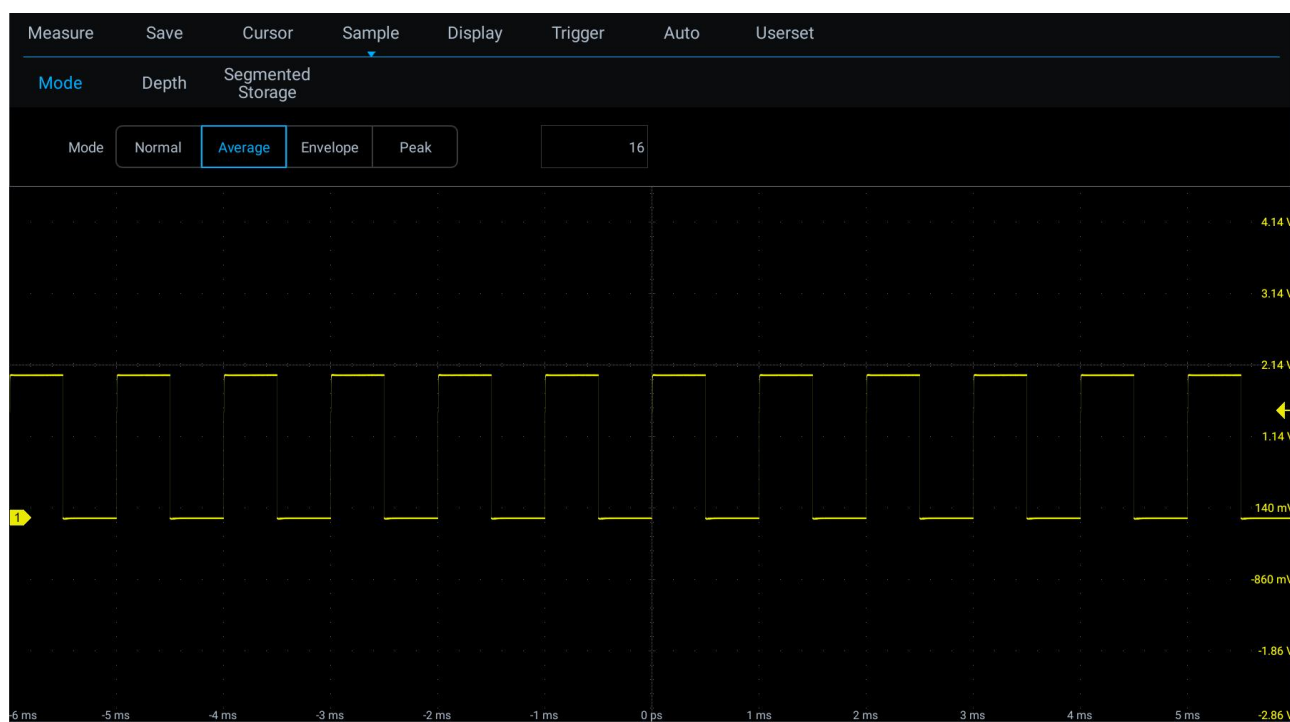 Measure Save Cursor Sample Display Trigger Auto Userset
Mode Depth Segmented Storage
Mode Normal Average Envelope Peak 16
4.14 V
3.14 V
2.14 V
1.14 V
1
140 mV
-860 mV
-1.86 V
-6 ms -5 ms -4 ms -3 ms -2 ms -1 ms 0 ps 1 ms 2 ms 3 ms 4 ms 5 ms -2.86 V